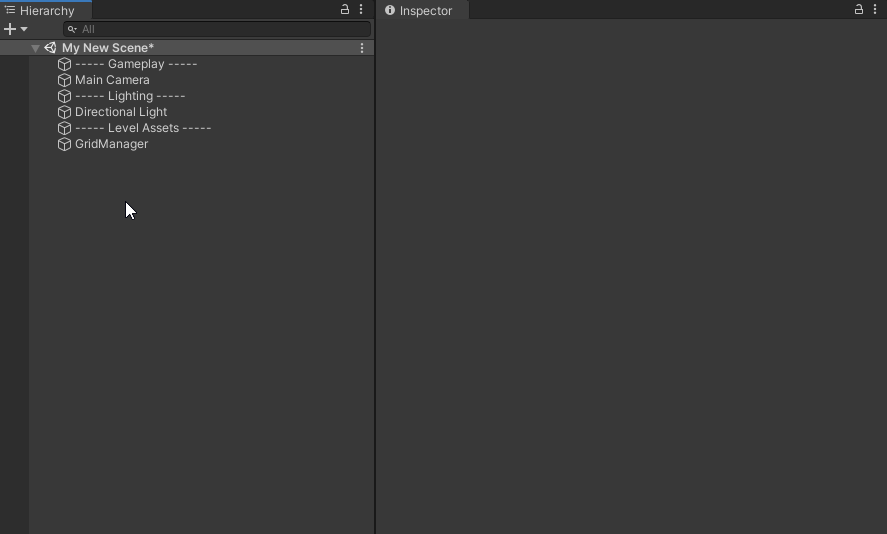 Hierarchy
All
My New Scene*
----- Gameplay -----
Main Camera
----- Lighting -----
Directional Light
----- Level Assets -----
GridManager
Inspector